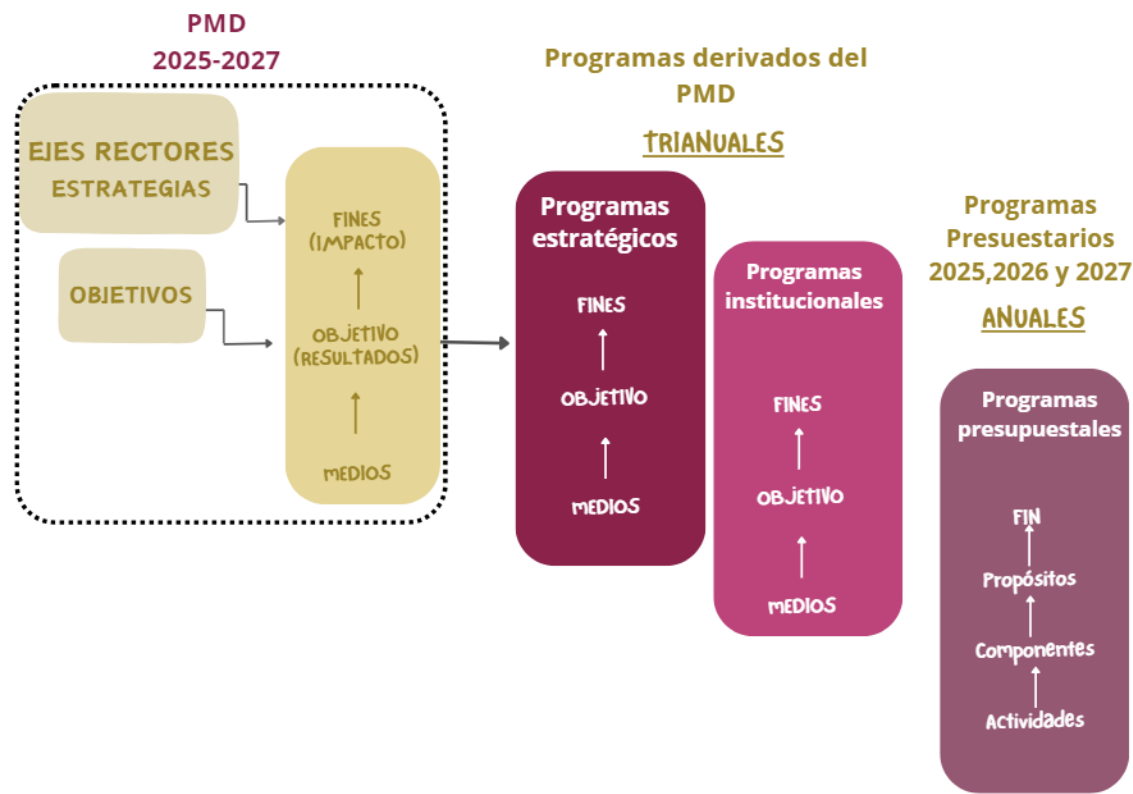 PMD
2025-2027
EJES RECTORES
ESTRATEGIAS
OBJETIVOS
FINES
(IMPACTO)
OBJETIVO
(RESULTADOS)
MEDIOS
Programas derivados del
PMD
TRIANUALES
Programas
estratégicos
FINES
OBJETIVO
MEDIOS
Programas
institucionales
FINES
OBJETIVO
MEDIOS
Programas
Presuestarios
2025,2026 y 2027
ANUALES
Programas
presupuestales
FIN
Propósitos
Componentes
Actividades